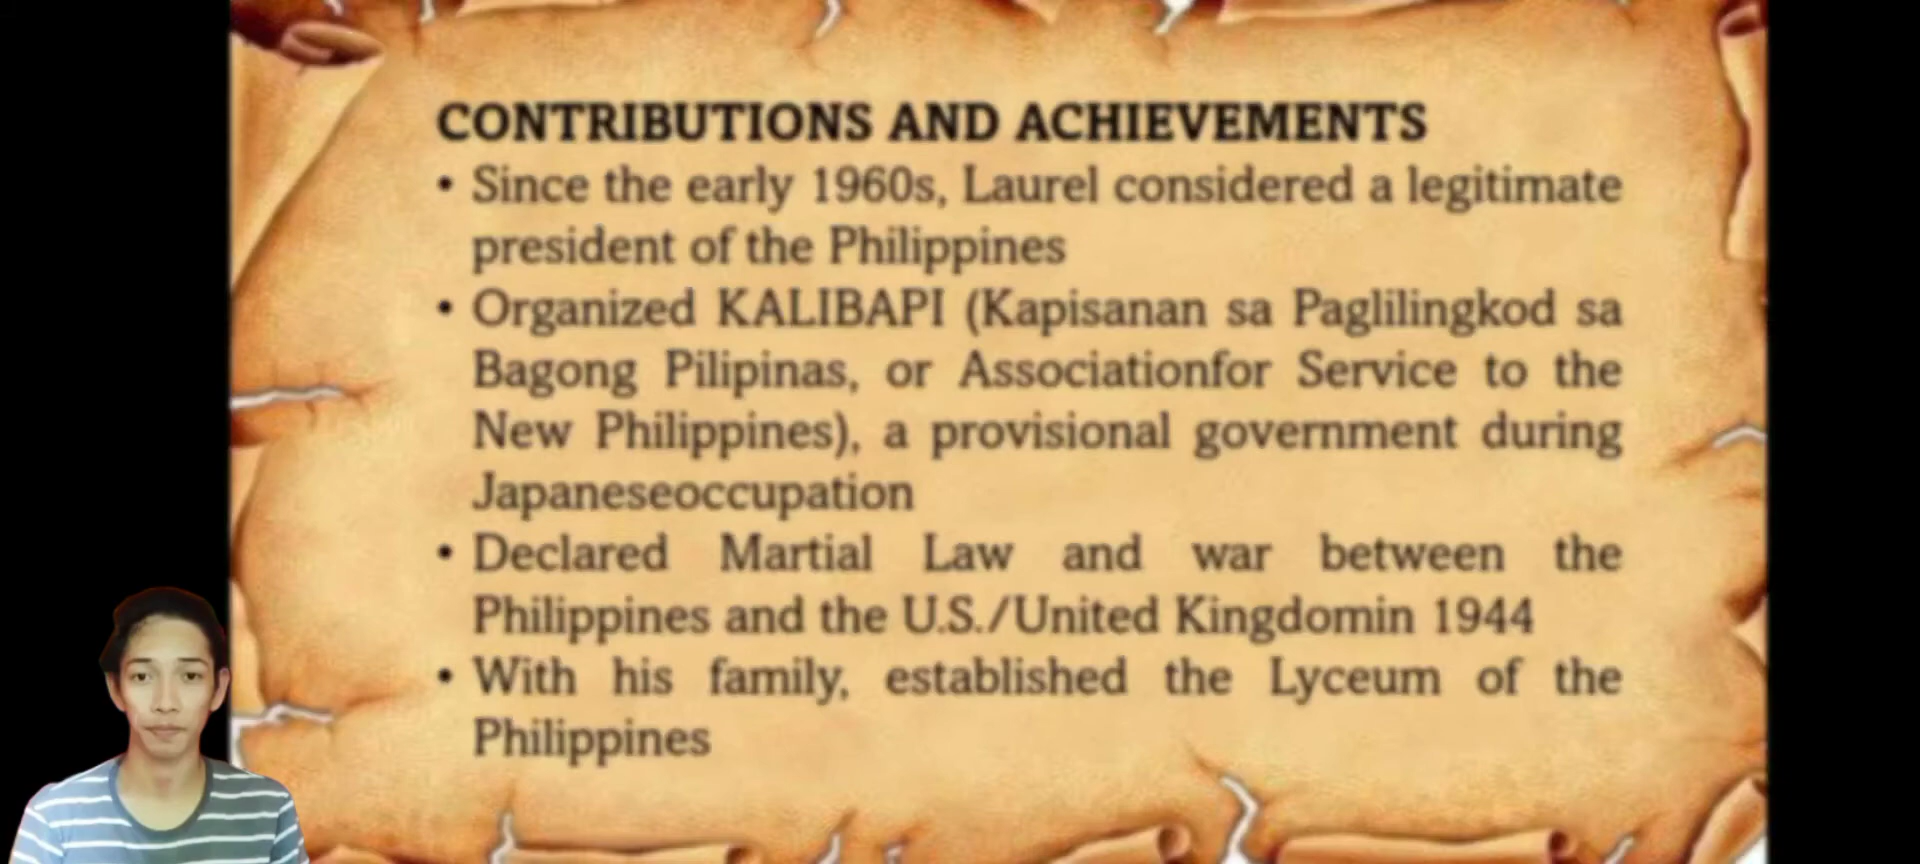 CONTRIBUTIONS AND ACHIEVEMENTS
• Since the early 1960s, Laurel considered a legitimate
president of the Philippines
• Organized KALIBAPI (Kapisanan sa Paglilingkod sa
Bagong Pilipinas, or Associationfor Service to the
New Philippines), a provisional government during
Japaneseoccupation
• Declared Martial Law and war between the
Philippines and the U.S./United Kingdomin 1944
• With his family, established the Lyceum of the
Philippines